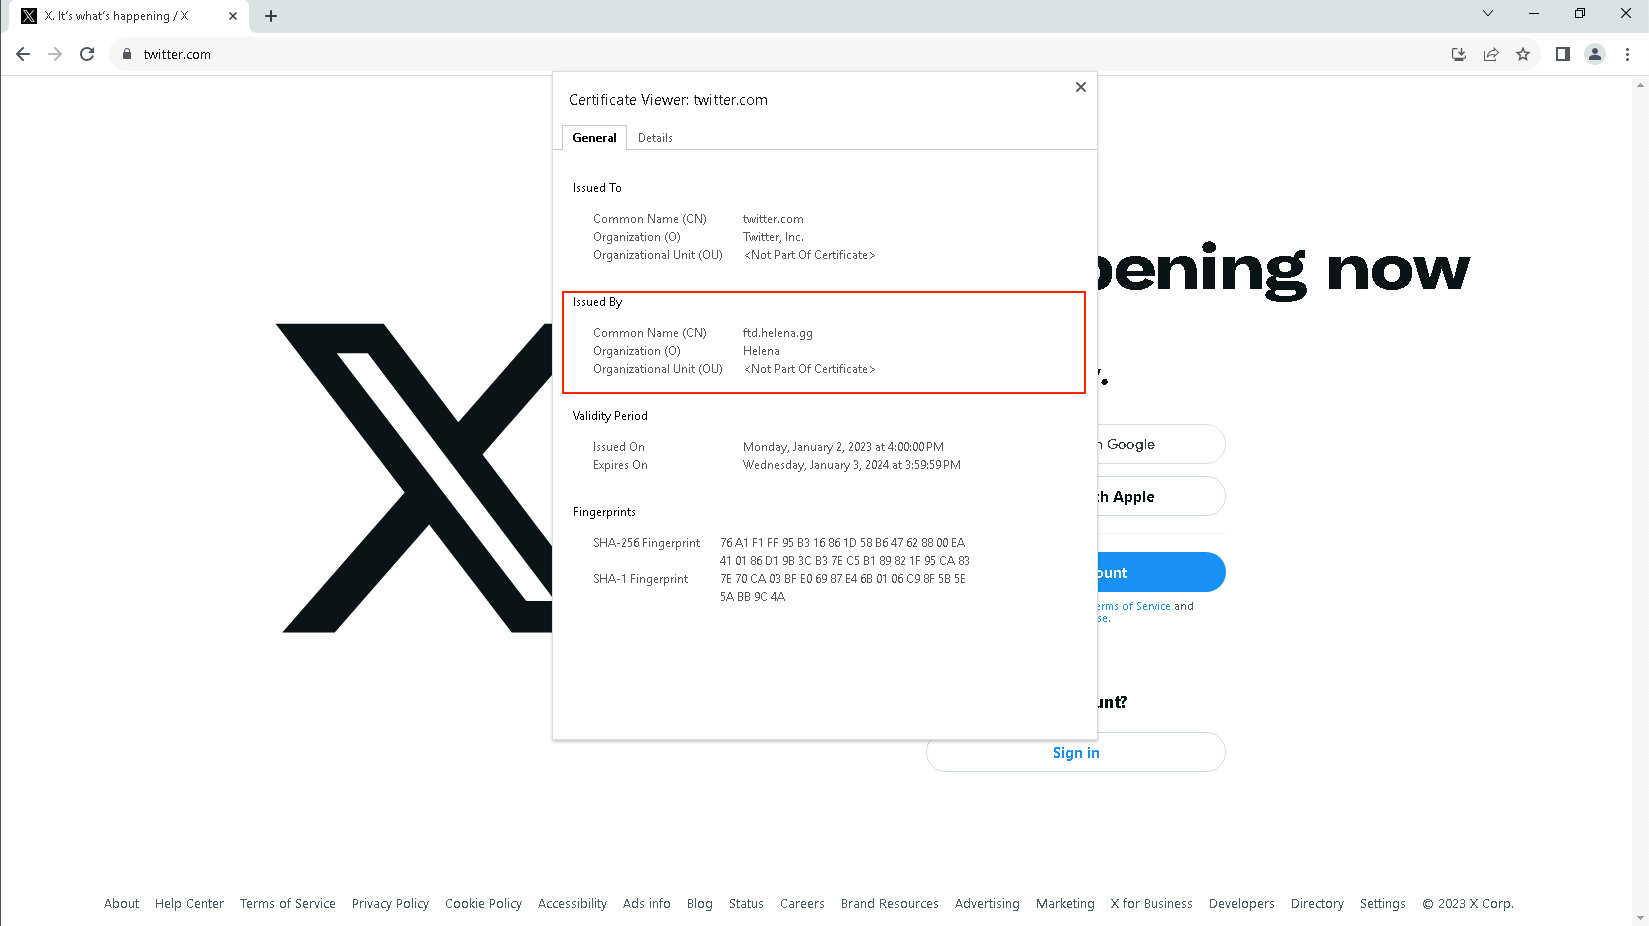 X. It's what's happening / X
twitter.com
Certificate Viewer: twitter.com
General Details
Issued To
Common Name (CN) twitter.com
Organization (O) Twitter, Inc.
Organizational Unit (OU) <Not Part Of Certificate>
pening now
Issued By
Common Name (CN) ftd.helena.gg
Organization (O) Helena
Organizational Unit (OU) <Not Part Of Certificate>
Validity Period
Issued On Monday, January 2, 2023 at 4:00:00 PM
Expires On Wednesday, January 3, 2024 at 3:59:59 PM
Google
h Apple
Fingerprints
SHA-256 Fingerprint 76 A1 F1 FF 95 B3 16 86 1D 58 B6 47 62 88 00 EA
41 01 86 D1 9B 3C B3 7E C5 B1 89 82 1F 95 CA 83
SHA-1 Fingerprint 7E 70 CA 03 BF E0 69 87 E4 6B 01 06 C9 8F 5B 5E
5A BB 9C 4A
ount
erms of Service and
se.
unt?
Sign in
About Help Center Terms of Service Privacy Policy Cookie Policy Accessibility Ads info Blog Status Careers Brand Resources Advertising Marketing X for Business Developers Directory Settings © 2023 X Corp.